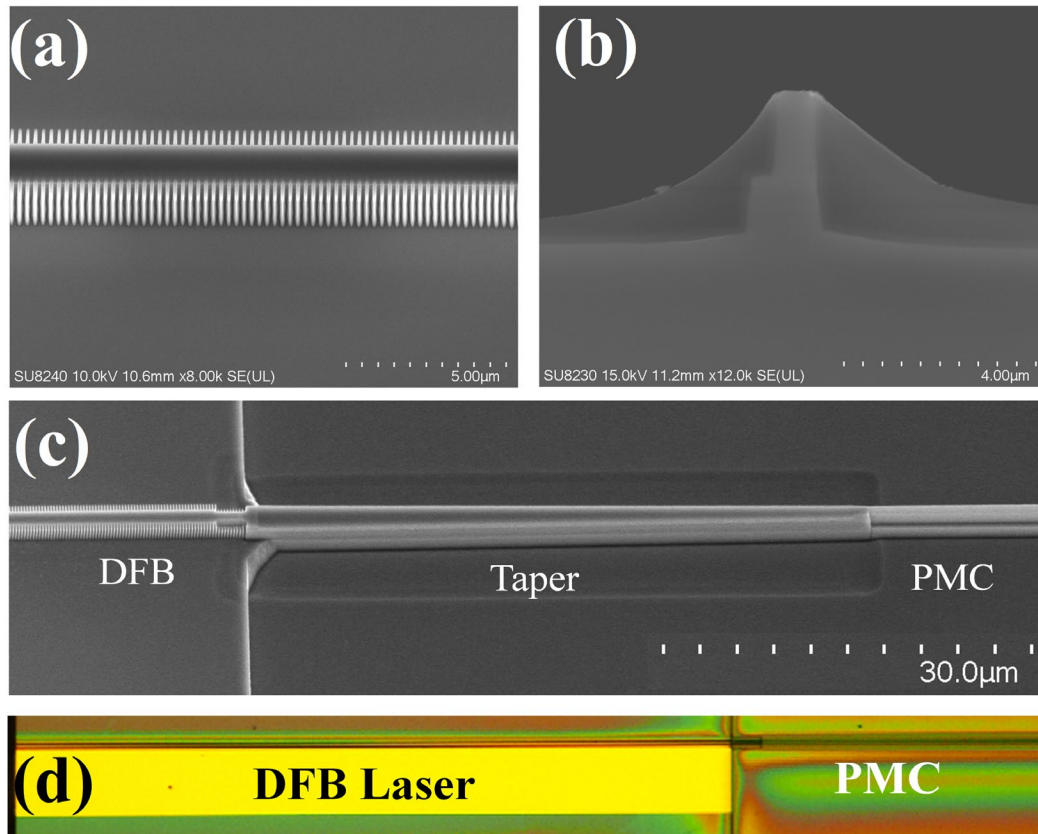 (a)
SU8240 10.0kV 10.6mm x8.00k SE(UL)
5.00μm
(b)
SU8230 15.0kV 11.2mm x12.0k SE(UL)
4.00μm
(c)
DFB
Taper
PMC
30.0μm
(d)
DFB Laser
PMC